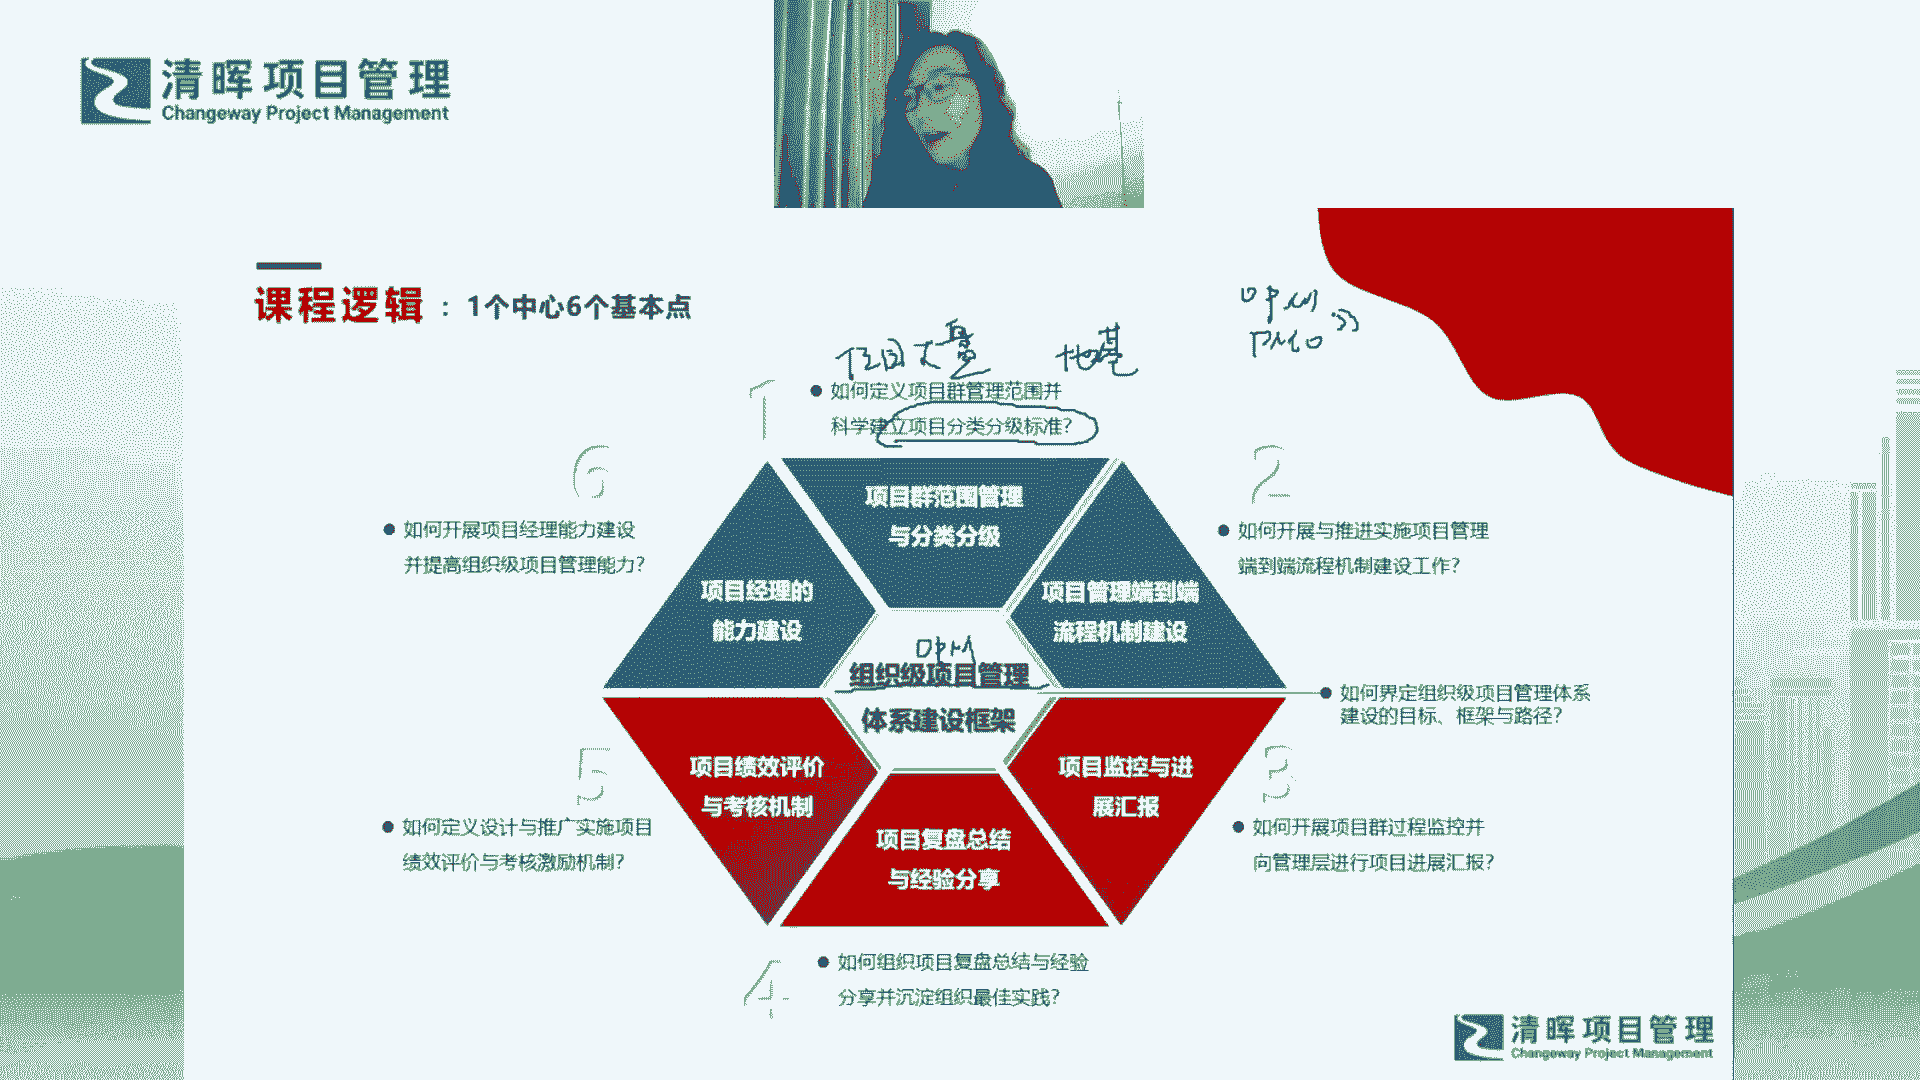 清晖项目管理
Changeway Project Management
课程逻辑：1个中心6个基本点
OPM
PMO
大盘 地基
1
如何定义项目群管理范围并
科学建立项目分类分级标准？
项目群范围管理
与分类分级
2
如何开展与推进实施项目管理
端到端流程机制建设工作？
项目管理端到端
流程机制建设
6
如何开展项目经理能力建设
并提高组织级项目管理能力？
项目经理的
能力建设
OPM
组织级项目管理
体系建设框架
如何界定组织级项目管理体系
建设的目标、框架与路径？
5
如何定义设计与推广实施项目
绩效评价与考核激励机制？
项目绩效评价
与考核机制
3
如何开展项目群过程监控并
向管理层进行项目进展汇报？
项目监控与进
展汇报
项目复盘总结
与经验分享
4
如何组织项目复盘总结与经验
分享并沉淀组织最佳实践？
清晖项目管理
Changeway Project Management